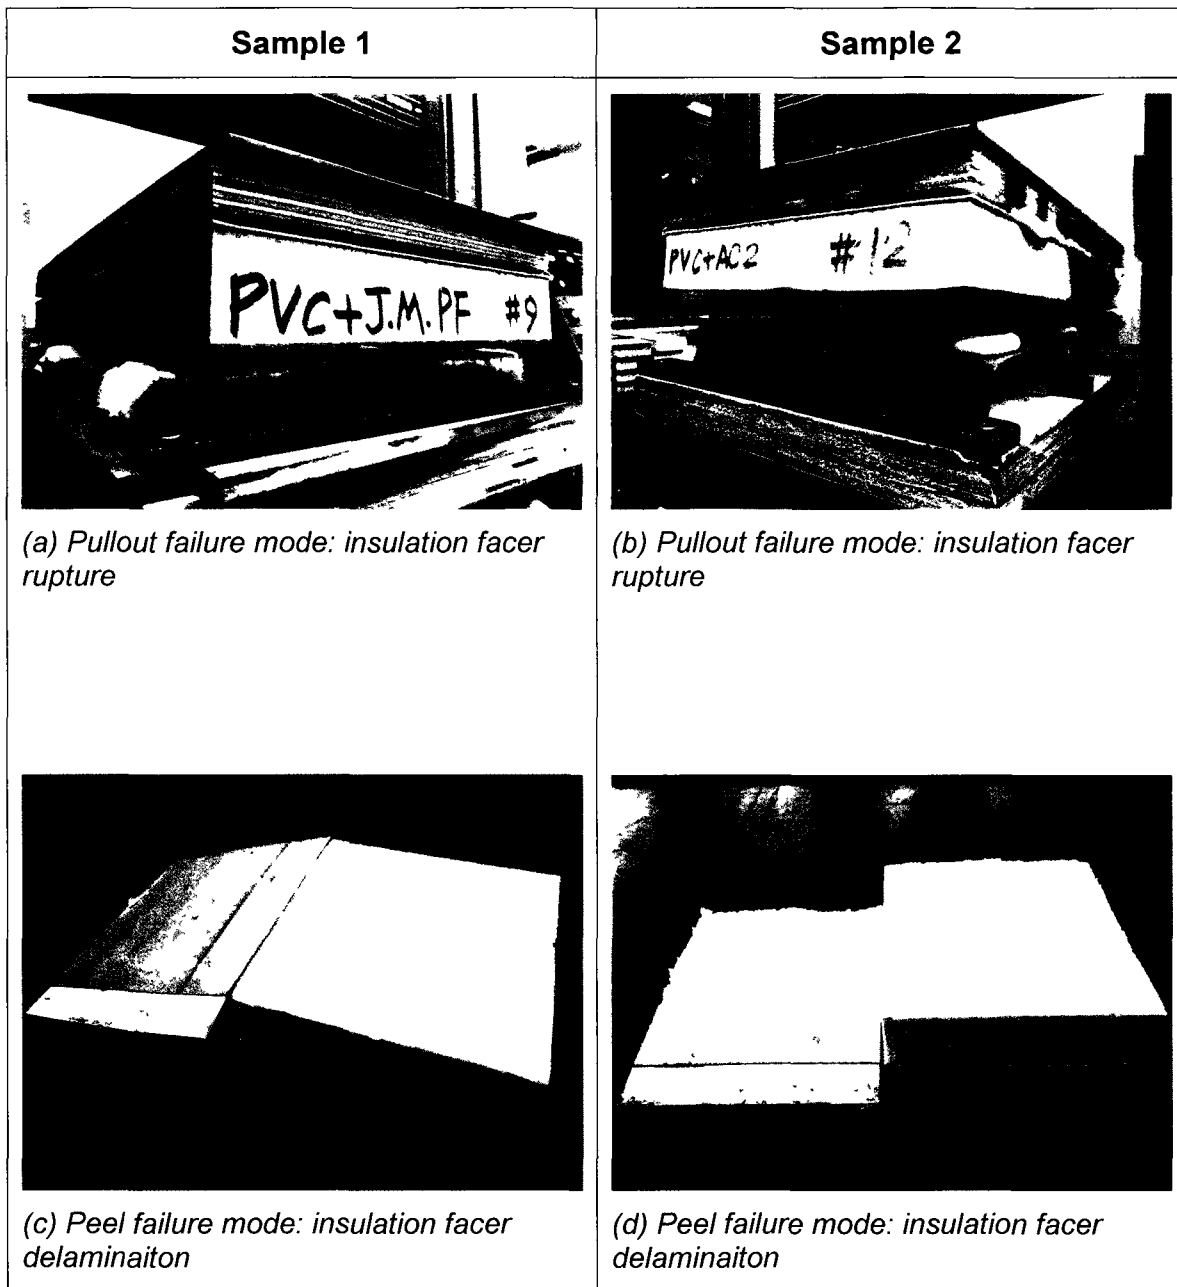 Sample 1
Sample 2
PVC+J.M.PF #9
PVC+AC2 #12
(a) Pullout failure mode: insulation facer
rupture
(b) Pullout failure mode: insulation facer
rupture
(c) Peel failure mode: insulation facer
delaminaiton
(d) Peel failure mode: insulation facer
delaminaiton